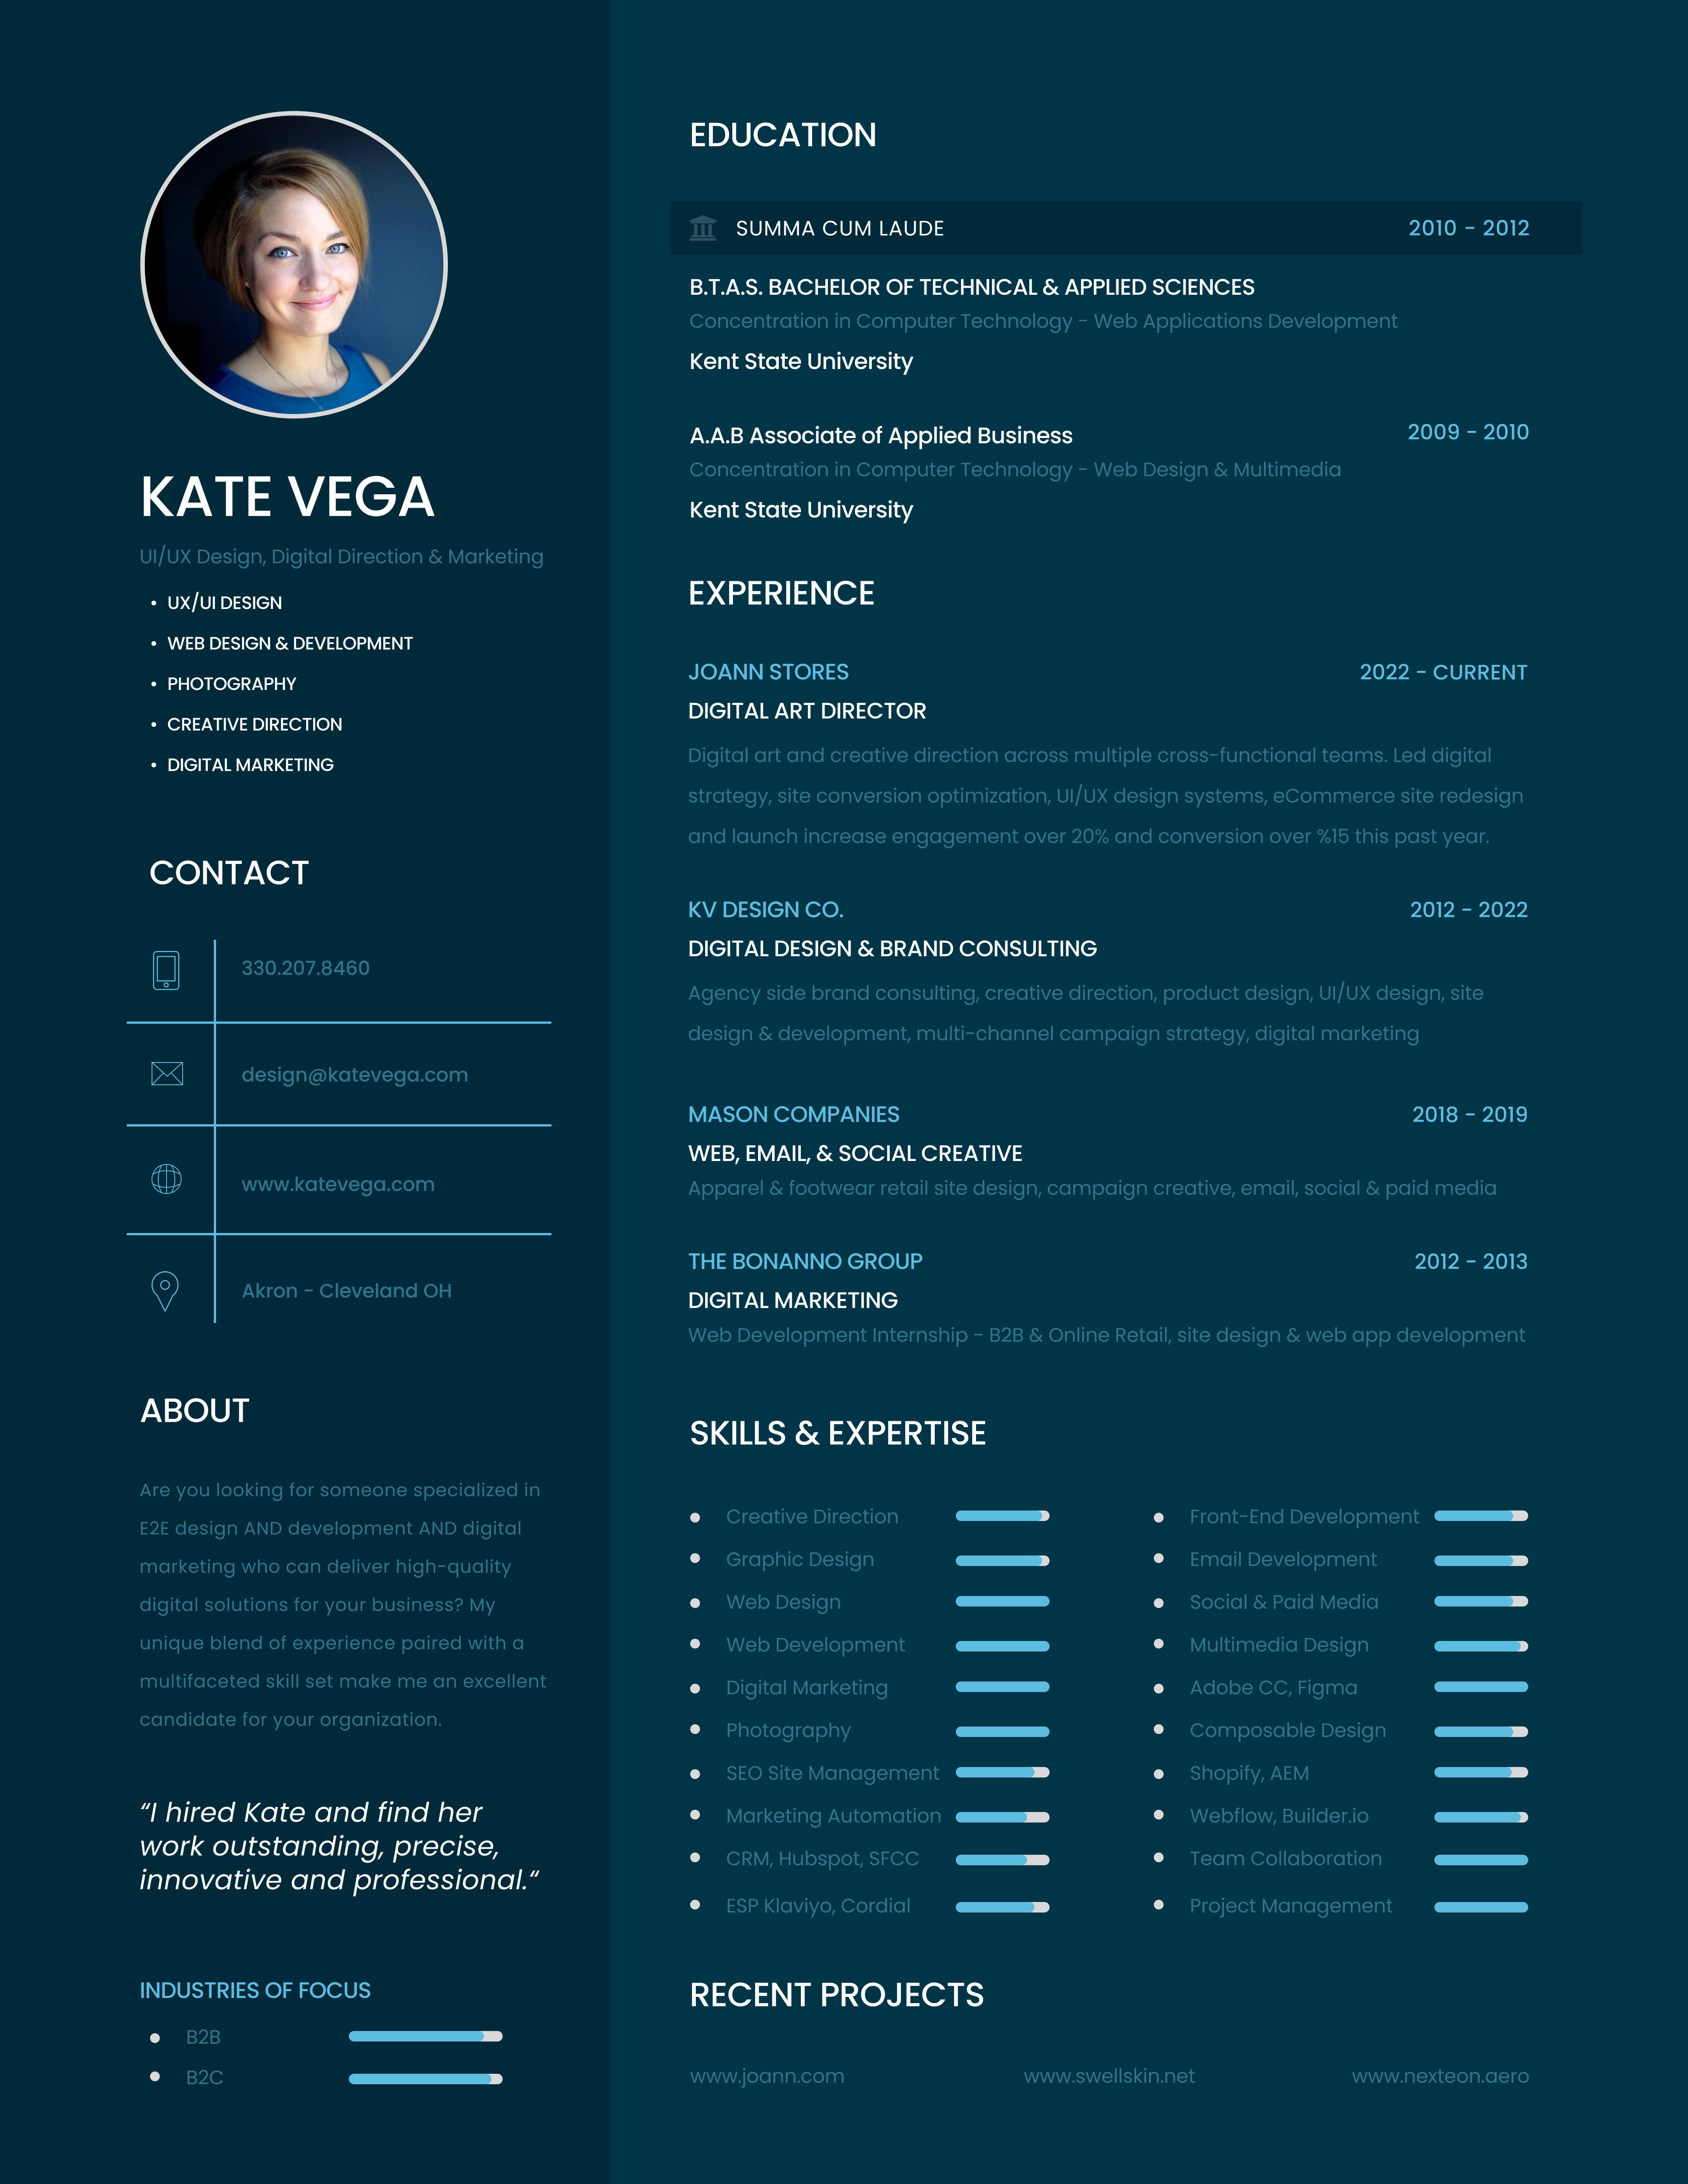 KATE VEGA
UI/UX Design, Digital Direction & Marketing
• UX/UI DESIGN
• WEB DESIGN & DEVELOPMENT
• PHOTOGRAPHY
• CREATIVE DIRECTION
• DIGITAL MARKETING
CONTACT
330.207.8460
design@katevega.com
www.katevega.com
Akron - Cleveland OH
ABOUT
Are you looking for someone specialized in
E2E design AND development AND digital
marketing who can deliver high-quality
digital solutions for your business? My
unique blend of experience paired with a
multifaceted skill set make me an excellent
candidate for your organization.
“I hired Kate and find her
work outstanding, precise,
innovative and professional.“
INDUSTRIES OF FOCUS
• B2B
• B2C
EDUCATION
SUMMA CUM LAUDE 2010 - 2012
B.T.A.S. BACHELOR OF TECHNICAL & APPLIED SCIENCES
Concentration in Computer Technology - Web Applications Development
Kent State University
A.A.B Associate of Applied Business 2009 - 2010
Concentration in Computer Technology - Web Design & Multimedia
Kent State University
EXPERIENCE
JOANN STORES 2022 - CURRENT
DIGITAL ART DIRECTOR
Digital art and creative direction across multiple cross-functional teams. Led digital
strategy, site conversion optimization, UI/UX design systems, eCommerce site redesign
and launch increase engagement over 20% and conversion over %15 this past year.
KV DESIGN CO. 2012 - 2022
DIGITAL DESIGN & BRAND CONSULTING
Agency side brand consulting, creative direction, product design, UI/UX design, site
design & development, multi-channel campaign strategy, digital marketing
MASON COMPANIES 2018 - 2019
WEB, EMAIL, & SOCIAL CREATIVE
Apparel & footwear retail site design, campaign creative, email, social & paid media
THE BONANNO GROUP 2012 - 2013
DIGITAL MARKETING
Web Development Internship - B2B & Online Retail, site design & web app development
SKILLS & EXPERTISE
• Creative Direction
• Graphic Design
• Web Design
• Web Development
• Digital Marketing
• Photography
• SEO Site Management
• Marketing Automation
• CRM, Hubspot, SFCC
• ESP Klaviyo, Cordial
• Front-End Development
• Email Development
• Social & Paid Media
• Multimedia Design
• Adobe CC, Figma
• Composable Design
• Shopify, AEM
• Webflow, Builder.io
• Team Collaboration
• Project Management
RECENT PROJECTS
www.joann.com www.swellskin.net www.nexteon.aero